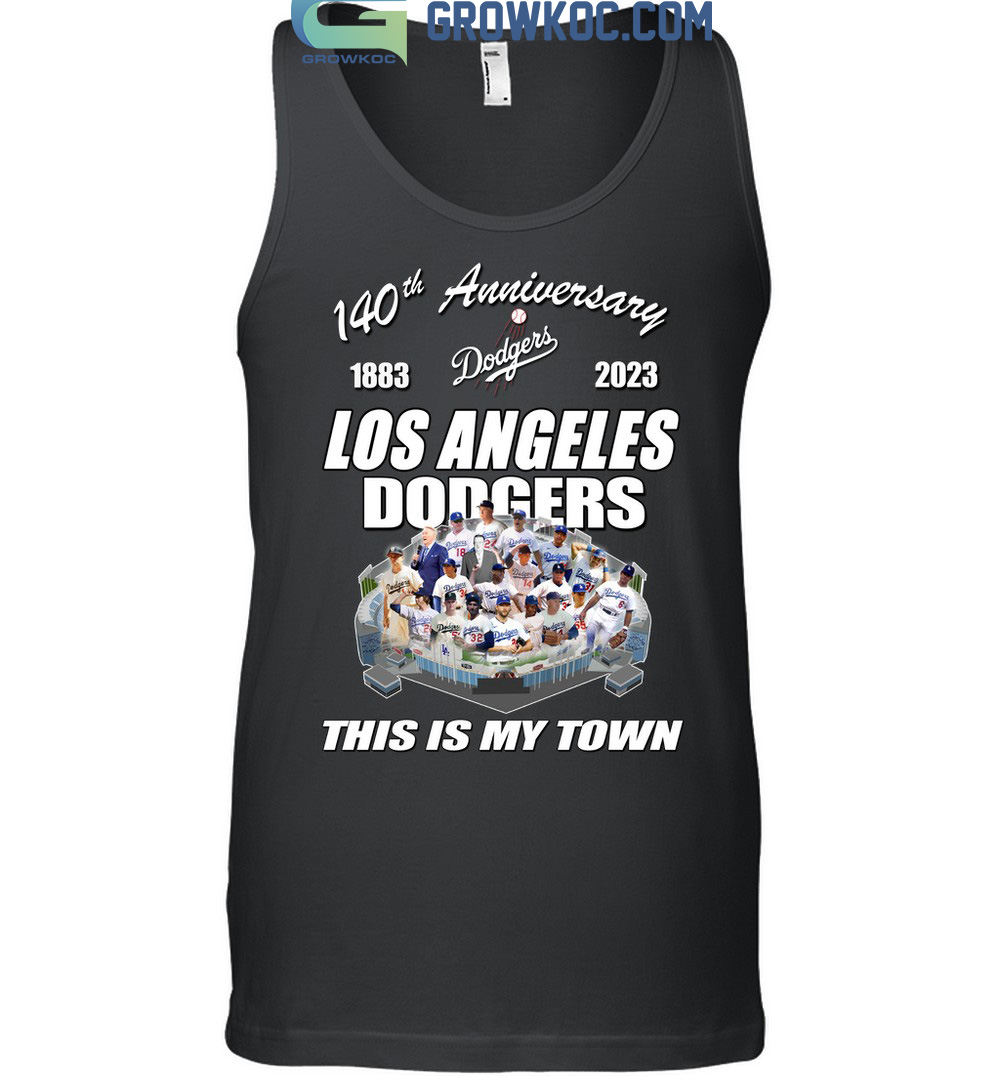 GROWKOC.COM
GROWKOC
140th Anniversary
Dodgers
1883
2023
LOS ANGELES
DODGERS
THIS IS MY TOWN